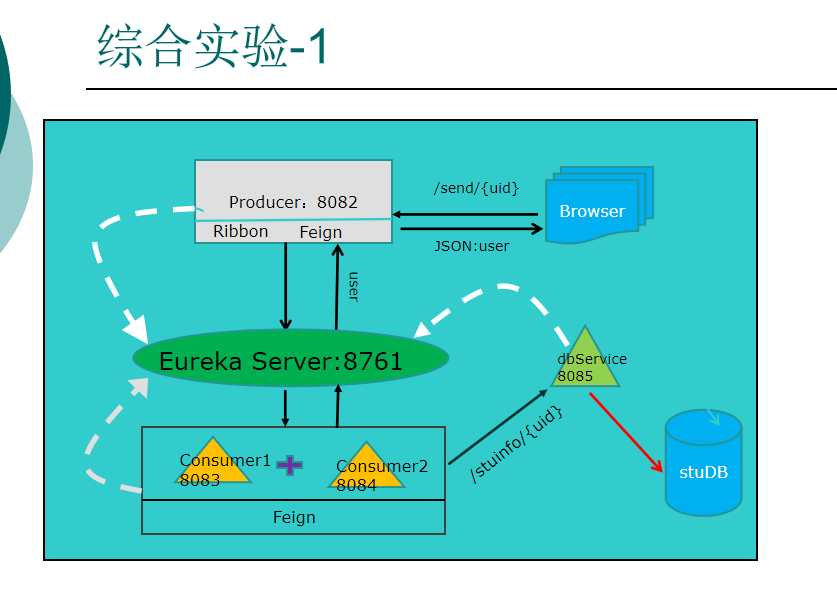 综合实验-1
/send/{uid}
Producer：8082
Browser
Ribbon Feign
JSON:user
user
Eureka Server:8761
dbService
8085
/stuinfo/{uid}
Consumer1
8083
Consumer2
8084
stuDB
Feign